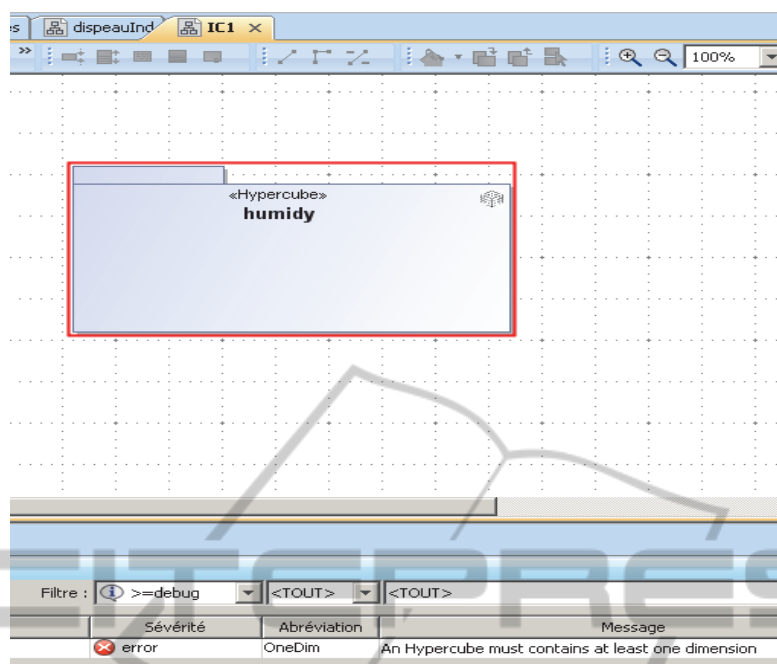 es dispeauInd IC1 ×
» 100%
«Hypercube»
humidy
Filtre : >=debug <TOUT> <TOUT>
Sévérité Abréviation Message
error OneDim An Hypercube must contains at least one dimension